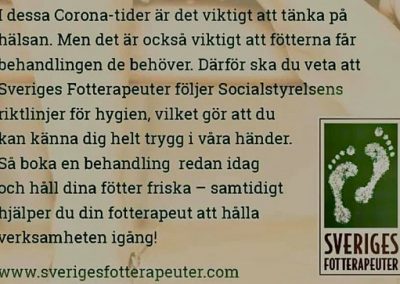 I dessa Corona-tider är det viktigt att tänka på
hälsan. Men det är också viktigt att fötterna får
behandlingen de behöver. Därför ska du veta att
Sveriges Fotterapeuter följer Socialstyrelsens
riktlinjer för hygien, vilket gör att du
kan känna dig helt trygg i våra händer.
Så boka en behandling redan idag
och håll dina fötter friska – samtidigt
hjälper du din fotterapeut att hålla
verksamheten igång!
www.sverigesfotterapeuter.com
SVERIGES
FOTTERAPEUTER